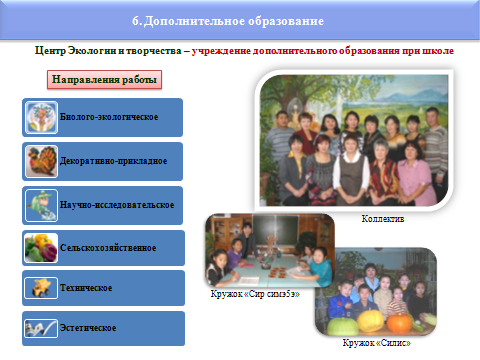 6. Дополнительное образование
Центр Экологии и творчества – учреждение дополнительного образования при школе
Направления работы
Биолого-экологическое
Декоративно-прикладное
Научно-исследовательское
Сельскохозяйственное
Техническое
Эстетическое
Коллектив
Кружок «Сир симэ5э»
Кружок «Силис»